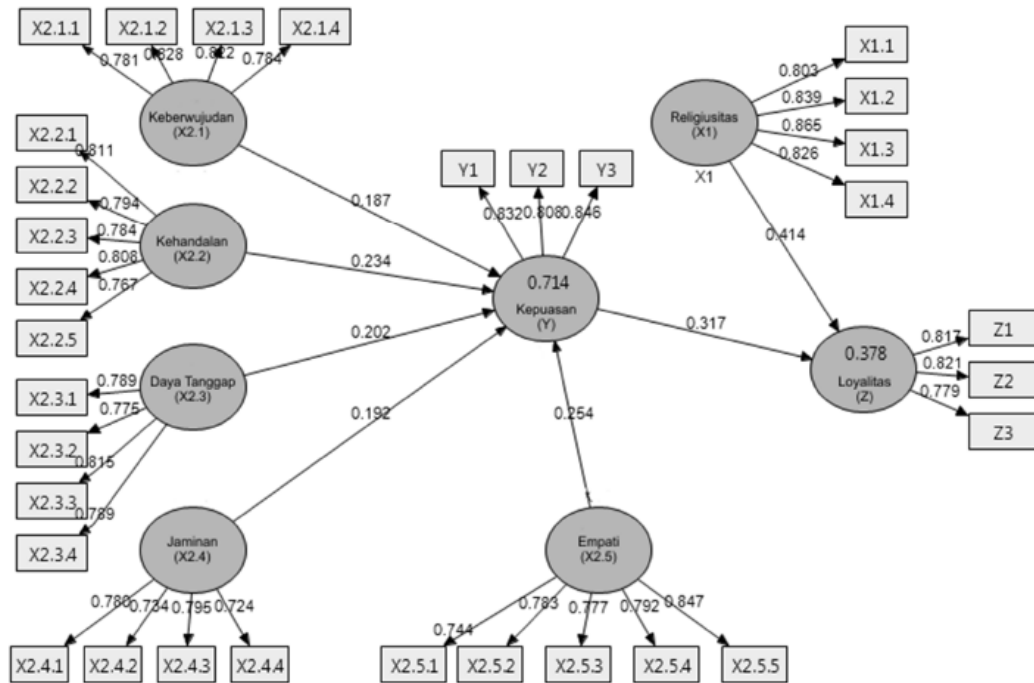 X2.1.1
X2.1.2
X2.1.3
X2.1.4
0.781
0.828
0.822
0.784
Keberwujudan
(X2.1)
X2.2.1
X2.2.2
X2.2.3
X2.2.4
X2.2.5
0.811
0.794
0.784
0.808
0.767
Kehandalan
(X2.2)
X2.3.1
X2.3.2
X2.3.3
X2.3.4
0.789
0.775
0.815
0.789
Daya Tanggap
(X2.3)
Jaminan
(X2.4)
0.780
0.734
0.795
0.724
X2.4.1
X2.4.2
X2.4.3
X2.4.4
0.187
0.234
0.202
0.192
0.254
Y1
Y2
Y3
0.832
0.808
0.846
0.714
Kepuasan
(Y)
0.317
Empati
(X2.5)
0.744
0.783
0.777
0.792
0.847
X2.5.1
X2.5.2
X2.5.3
X2.5.4
X2.5.5
Religiusitas
(X1)
X1
0.803
0.839
0.865
0.826
X1.1
X1.2
X1.3
X1.4
0.414
0.378
Loyalitas
(Z)
0.817
0.821
0.779
Z1
Z2
Z3